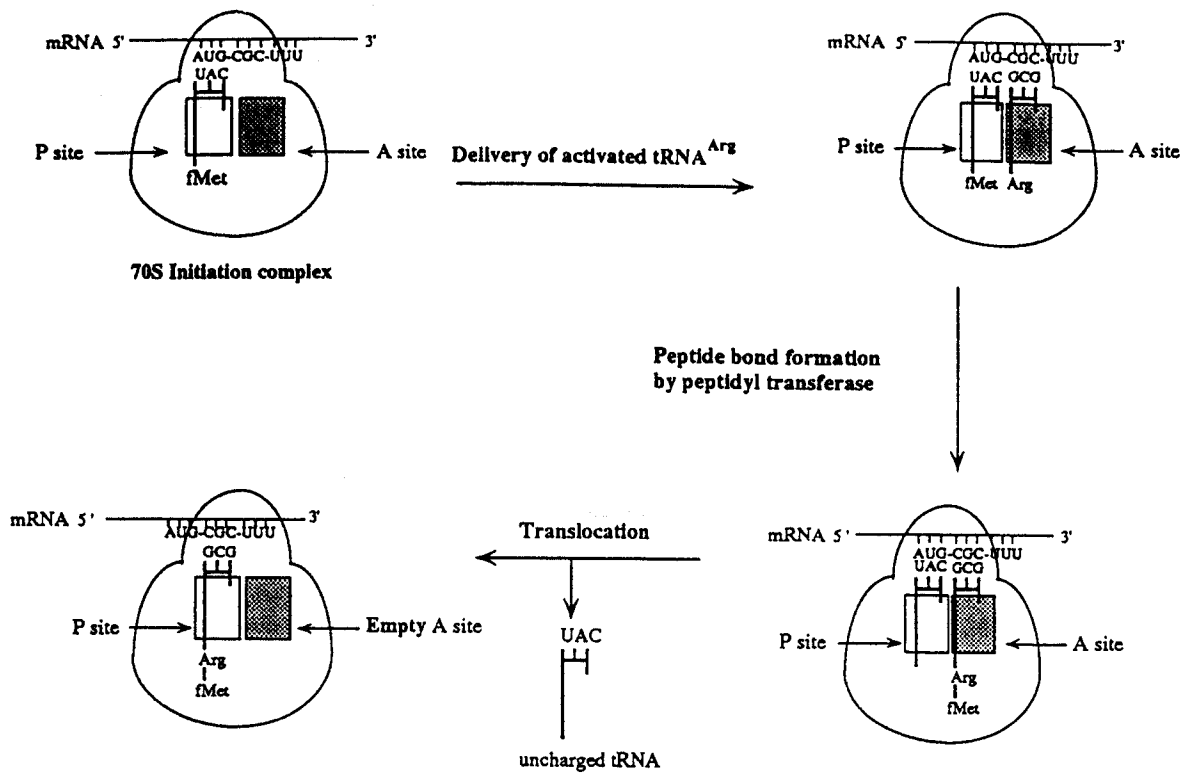 mRNA 5' 3'
AUG-CGC-UUU
UAC
P site
A site
fMet
70S Initiation complex
Delivery of activated tRNA^Arg
mRNA 5' 3'
AUG-CGC-UUU
UAC GCG
P site
A site
fMet Arg
Peptide bond formation
by peptidyl transferase
mRNA 5' 3'
AUG-CGC-UUU
UAC GCG
P site
A site
Arg
fMet
Translocation
UAC
uncharged tRNA
mRNA 5' 3'
AUG-CGC-UUU
GCG
P site
Empty A site
Arg
fMet